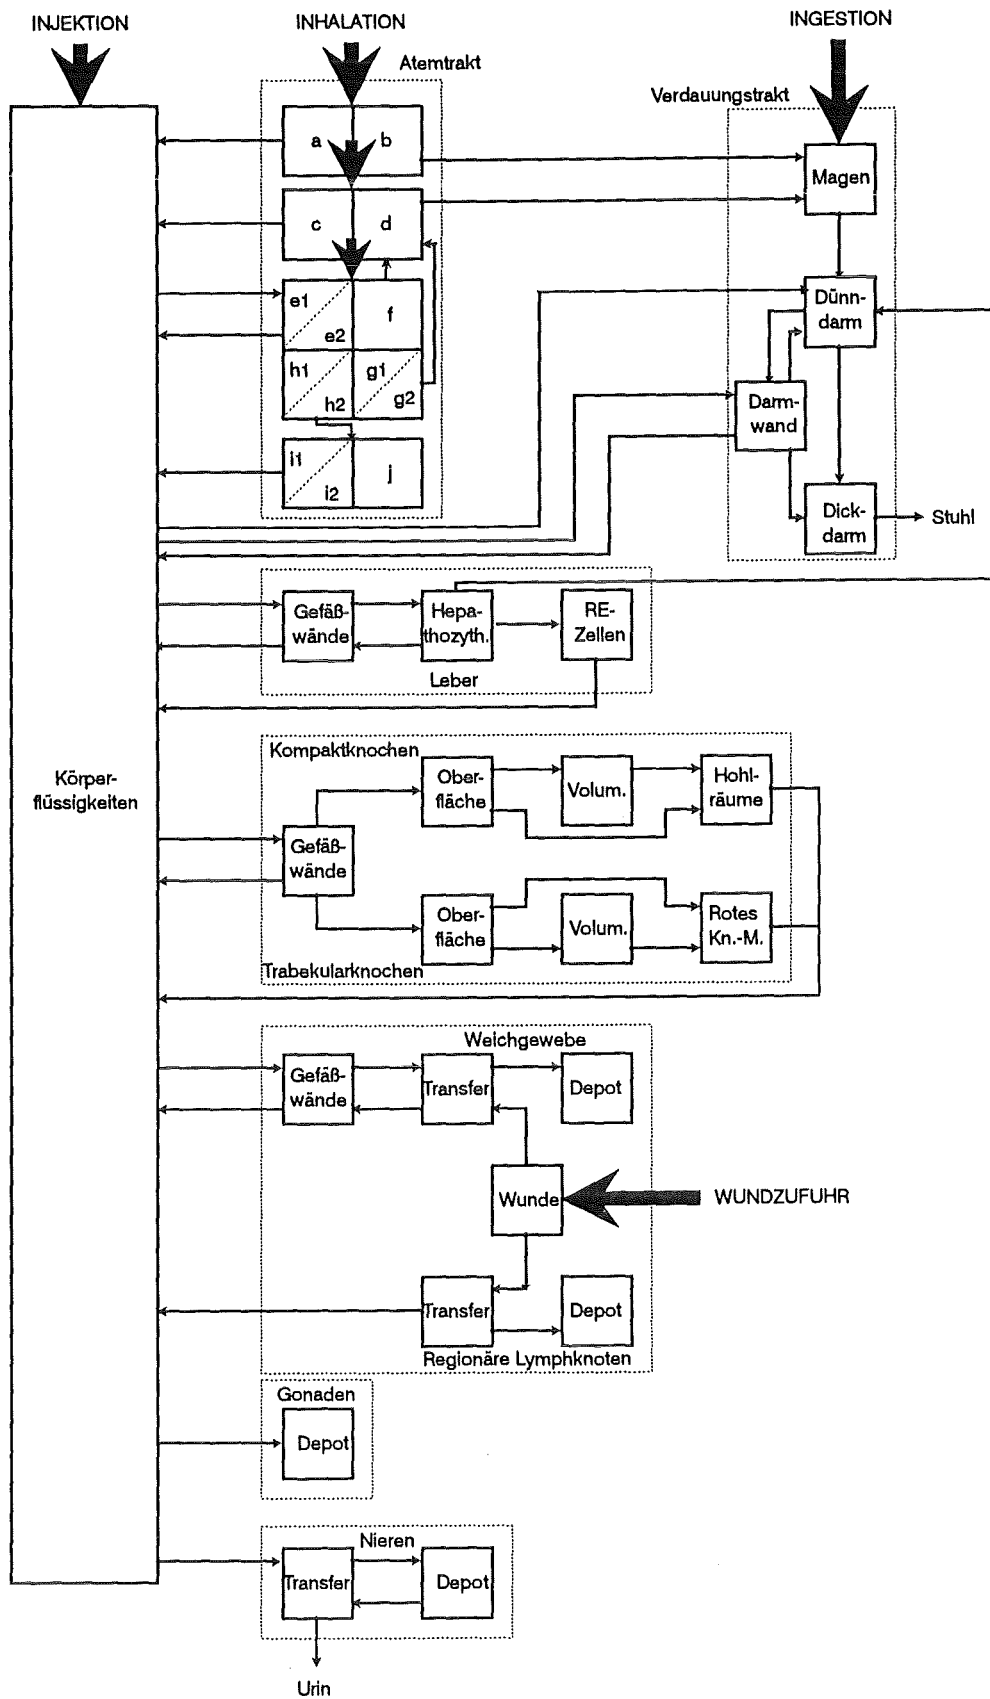 INJEKTION
INHALATION
INGESTION
Atemtrakt
Verdauungstrakt
a
b
Magen
c
d
e1
e2
f
Dünn-
darm
h1
h2
g1
g2
Darm-
wand
i1
i2
j
Dick-
darm
Stuhl
Gefäß-
wände
Hepa-
thozyth.
RE-
Zellen
Leber
Körper-
flüssigkeiten
Kompaktknochen
Ober-
fläche
Volum.
Hohl-
räume
Gefäß-
wände
Ober-
fläche
Volum.
Rotes
Kn.-M.
Trabekularknochen
Weichgewebe
Gefäß-
wände
Transfer
Depot
Wunde
WUNDZUFUHR
Transfer
Depot
Regionäre Lymphknoten
Gonaden
Depot
Nieren
Transfer
Depot
Urin